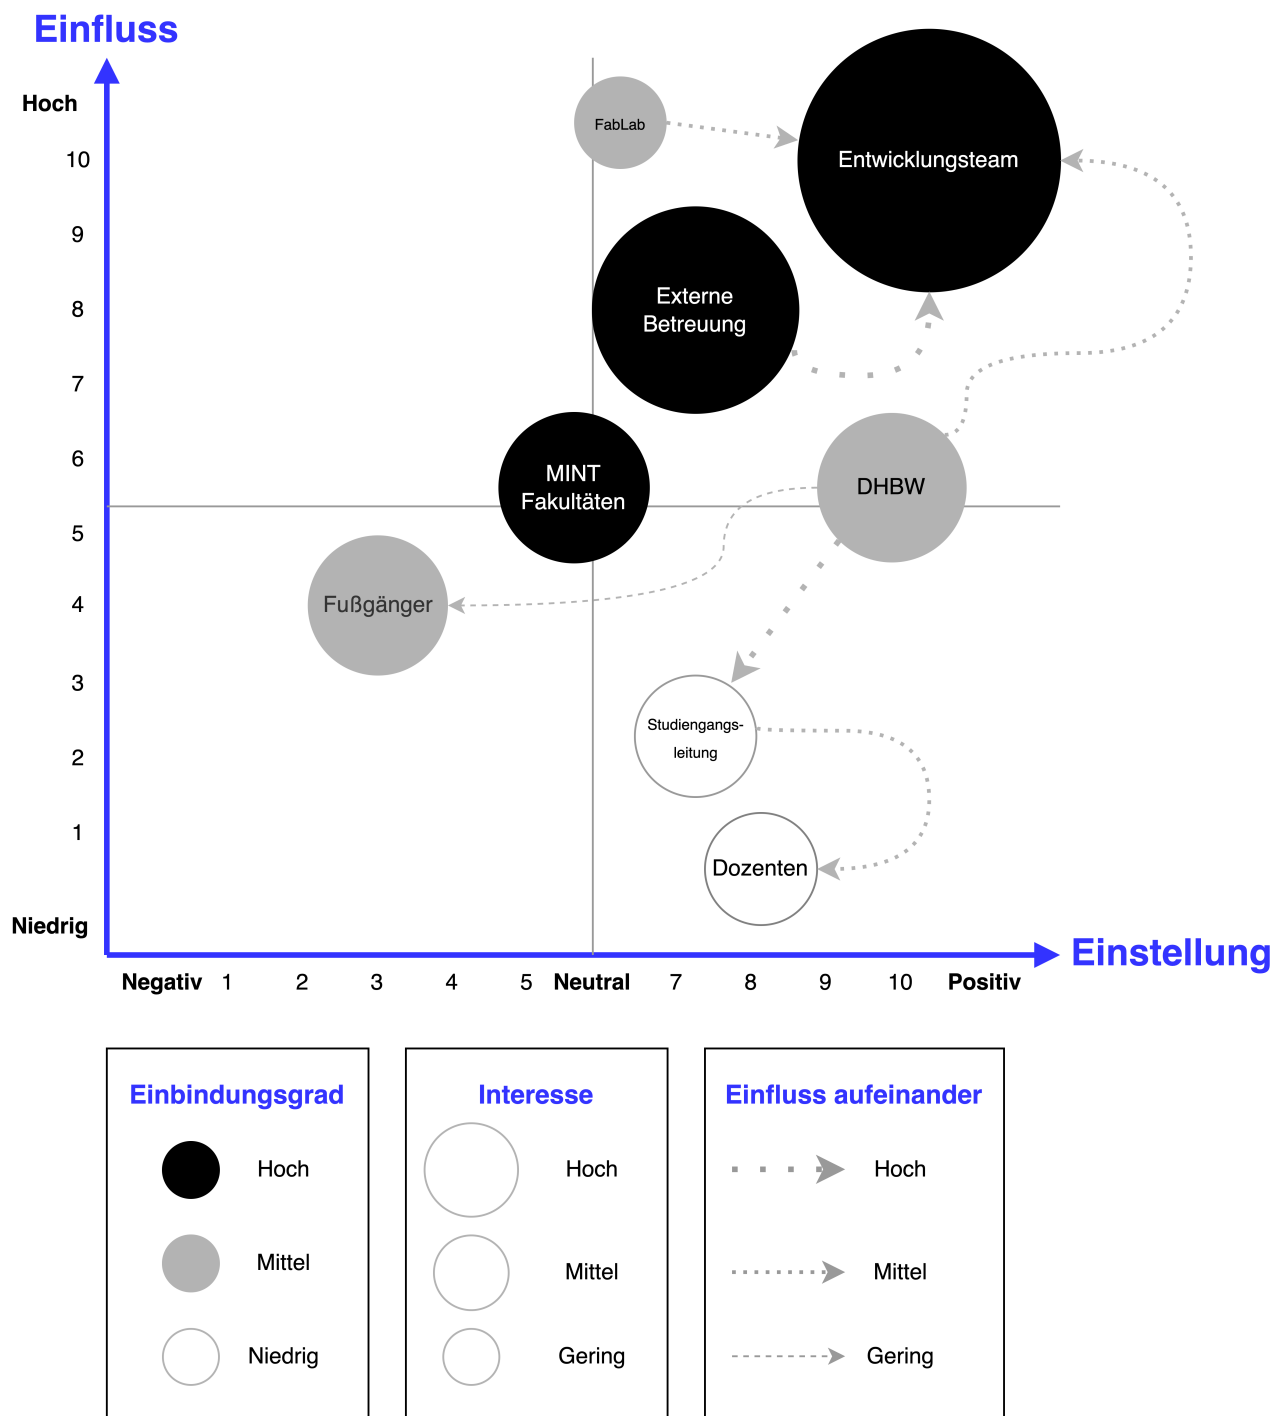 Einfluss
Hoch
10
9
8
7
6
5
4
3
2
1
Niedrig
FabLab
Entwicklungsteam
Externe
Betreuung
MINT
Fakultäten
DHBW
Fußgänger
Studiengangs-
leitung
Dozenten
Negativ 1 2 3 4 5 Neutral 7 8 9 10 Positiv
Einstellung
Einbindungsgrad
Hoch
Mittel
Niedrig
Interesse
Hoch
Mittel
Gering
Einfluss aufeinander
Hoch
Mittel
Gering